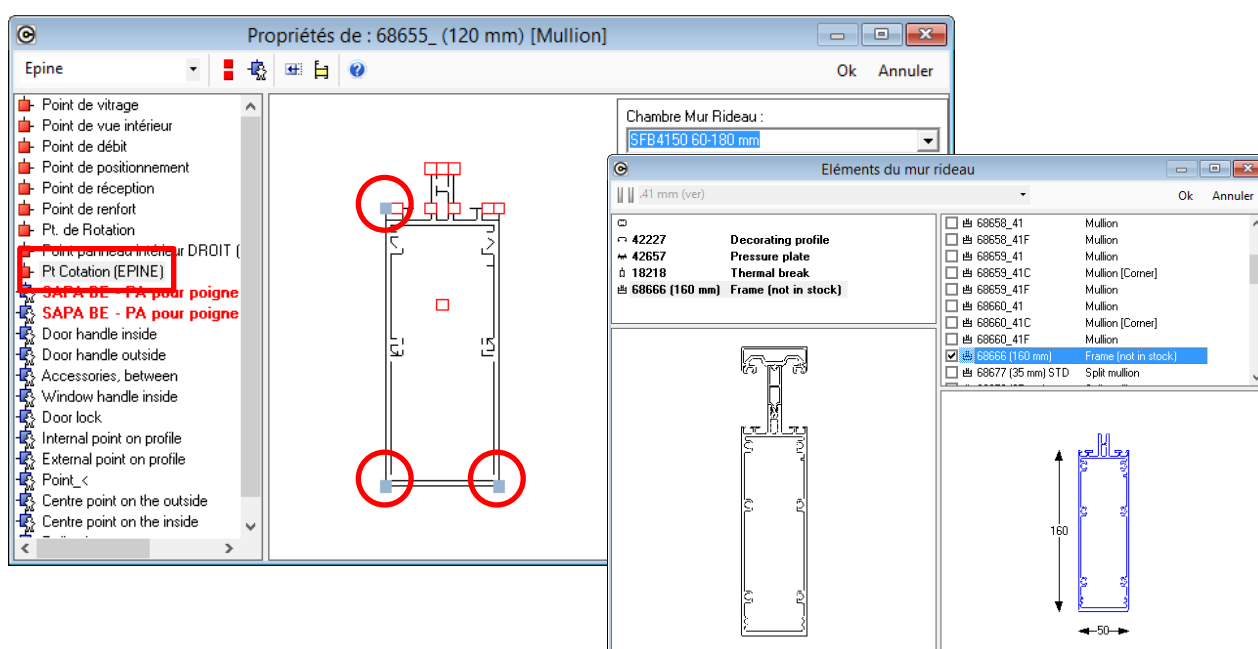 Propriétés de : 68655_ (120 mm) [Mullion]
Epine
Ok Annuler
Point de vitrage
Point de vue intérieur
Point de débit
Point de positionnement
Point de réception
Point de renfort
Pt. de Rotation
Point panneau intérieur DROIT (
Pt Cotation (EPINE)
SAPA BE - PA pour poigne
SAPA BE - PA pour poigne
Door handle inside
Door handle outside
Accessories, between
Window handle inside
Door lock
Internal point on profile
External point on profile
Point_<
Centre point on the outside
Centre point on the inside
Chambre Mur Rideau :
SFB4150 60-180 mm
Eléments du mur rideau
.41 mm (ver)
Ok Annuler
42227 Decorating profile
42657 Pressure plate
18218 Thermal break
68666 (160 mm) Frame (not in stock)
68658_41 Mullion
68658_41F Mullion
68659_41 Mullion
68659_41C Mullion [Corner]
68659_41F Mullion
68660_41 Mullion
68660_41C Mullion [Corner]
68660_41F Mullion
68666 (160 mm) Frame (not in stock)
68677 (35 mm) STD Split mullion
160
50